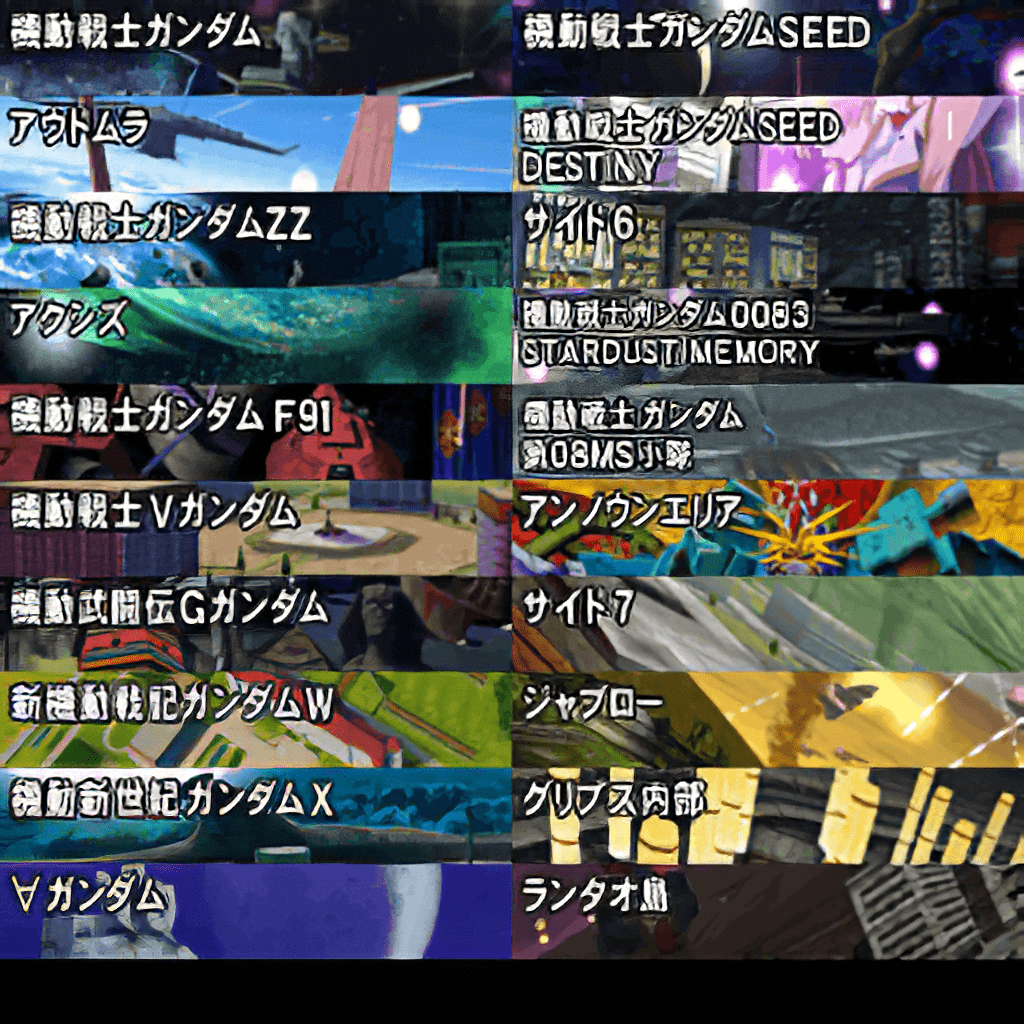 機動戦士ガンダム
アウドムラ
機動戦士ガンダムZZ
アクシズ
機動戦士ガンダム F91
機動戦士Vガンダム
機動武闘伝Gガンダム
新機動戦記ガンダムW
機動新世紀ガンダムX
∀ガンダム
機動戦士ガンダムSEED
機動戦士ガンダムSEED
DESTINY
サイド6
機動戦士ガンダム0083
STARDUST MEMORY
機動戦士ガンダム
第08MS小隊
アンノウンエリア
サイド7
ジャブロー
グリプス内部
ランタオ島